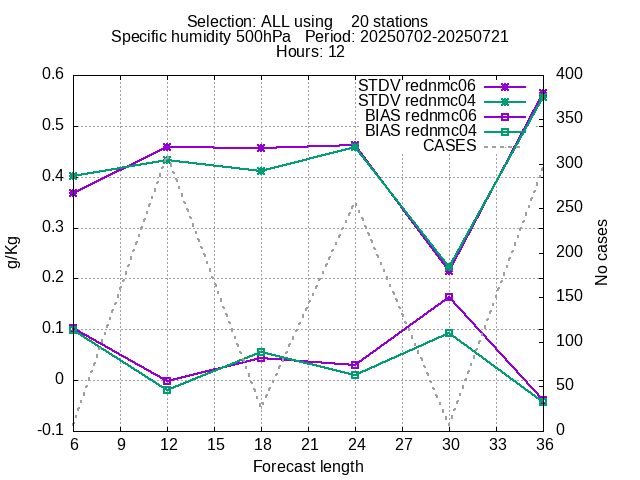 Selection: ALL using    20 stations
Specific humidity 500hPa   Period: 20250702-20250721
Hours: 12
STDV rednmc06
STDV rednmc04
BIAS rednmc06
BIAS rednmc04
CASES
0.6
0.5
0.4
0.3
0.2
0.1
0
-0.1
g/Kg
400
350
300
250
200
150
100
50
0
No cases
6 9 12 15 18 21 24 27 30 33 36
Forecast length